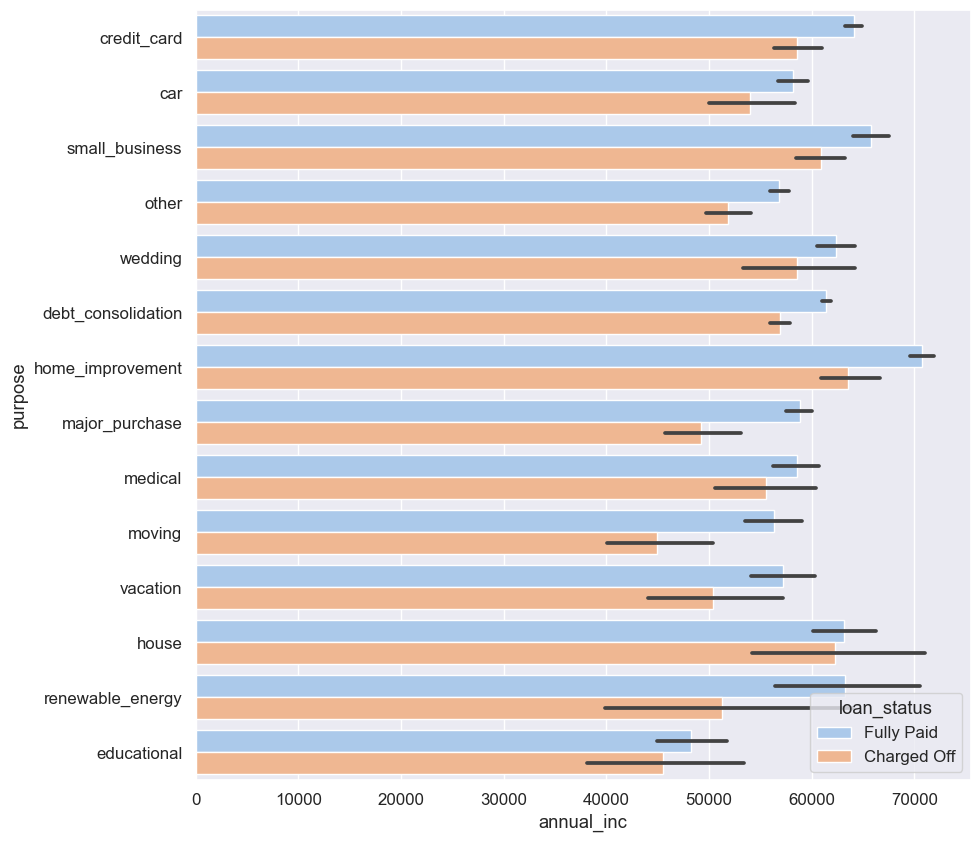 credit_card
car
small_business
other
wedding
debt_consolidation
home_improvement
major_purchase
medical
moving
vacation
house
renewable_energy
educational
purpose
loan_status
Fully Paid
Charged Off
0 10000 20000 30000 40000 50000 60000 70000
annual_inc